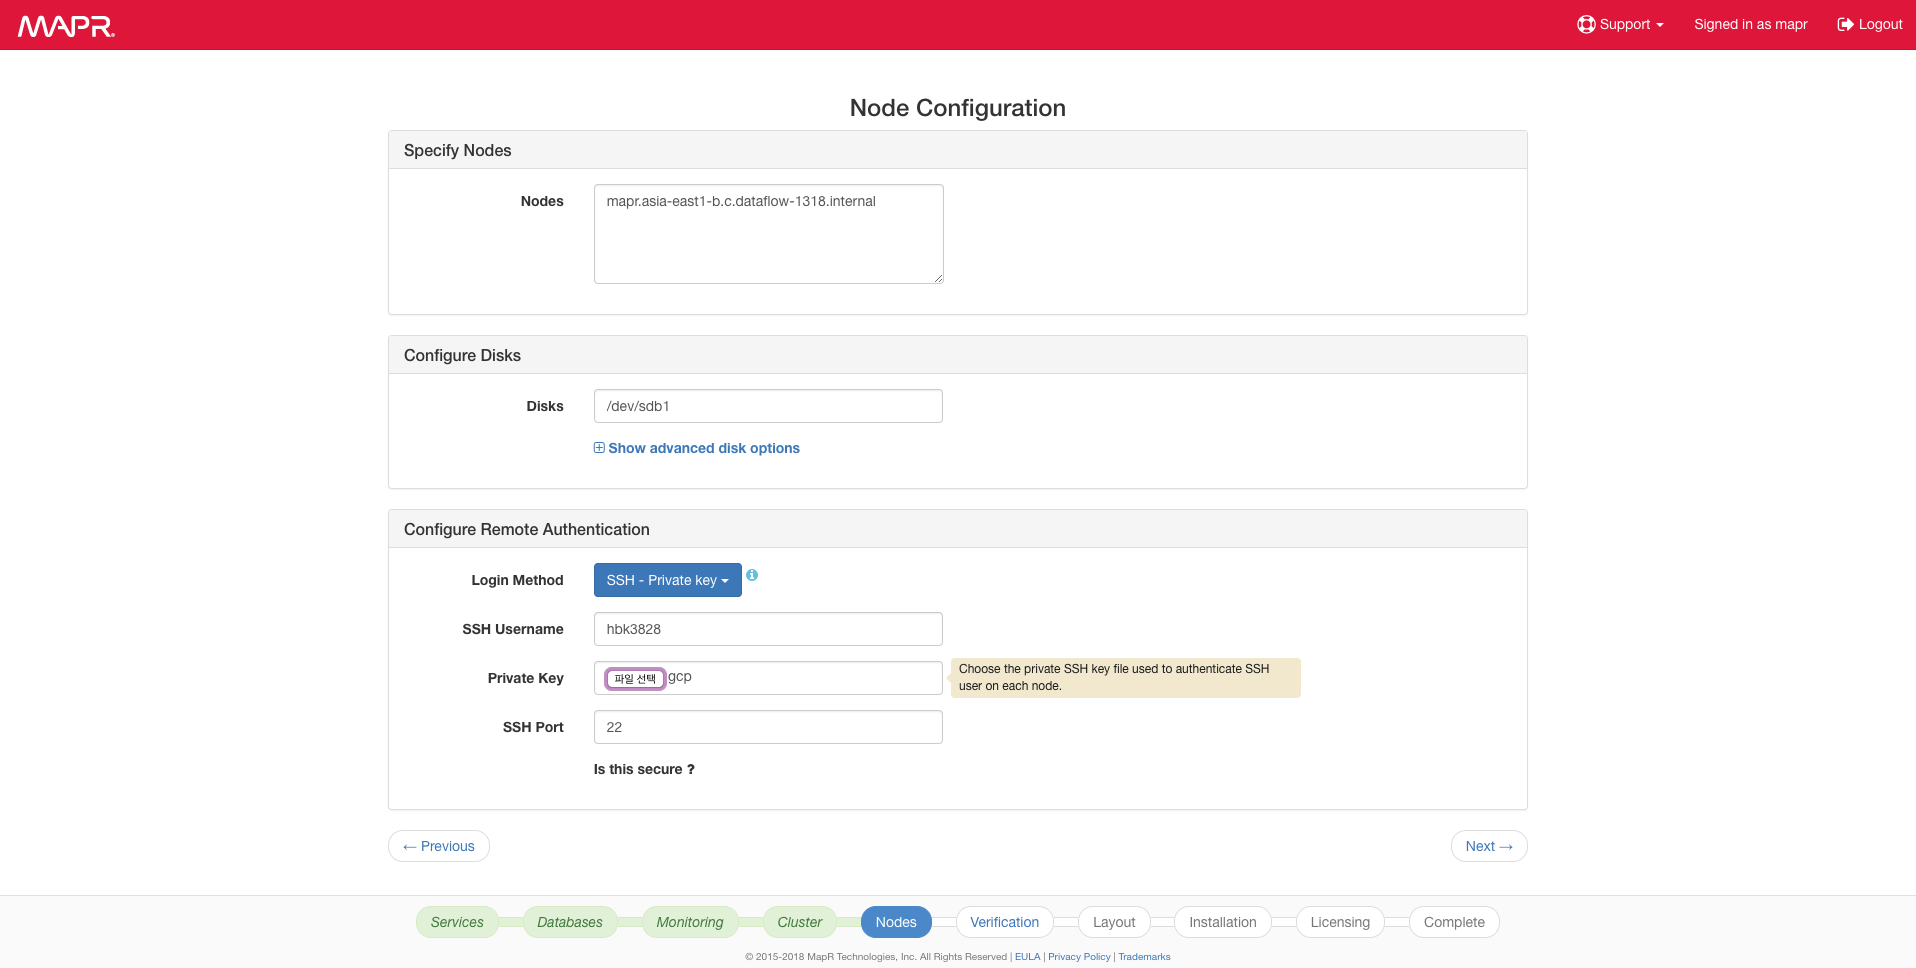 MAPR
Support
Signed in as mapr
Logout
Node Configuration
Specify Nodes
Nodes
mapr.asia-east1-b.c.dataflow-1318.internal
Configure Disks
Disks
/dev/sdb1
Show advanced disk options
Configure Remote Authentication
Login Method
SSH - Private key
SSH Username
hbk3828
Private Key
파일 선택 gcp
Choose the private SSH key file used to authenticate SSH
user on each node.
SSH Port
22
Is this secure ?
← Previous
Next →
Services
Databases
Monitoring
Cluster
Nodes
Verification
Layout
Installation
Licensing
Complete
© 2015-2018 MapR Technologies, Inc. All Rights Reserved | EULA | Privacy Policy | Trademarks